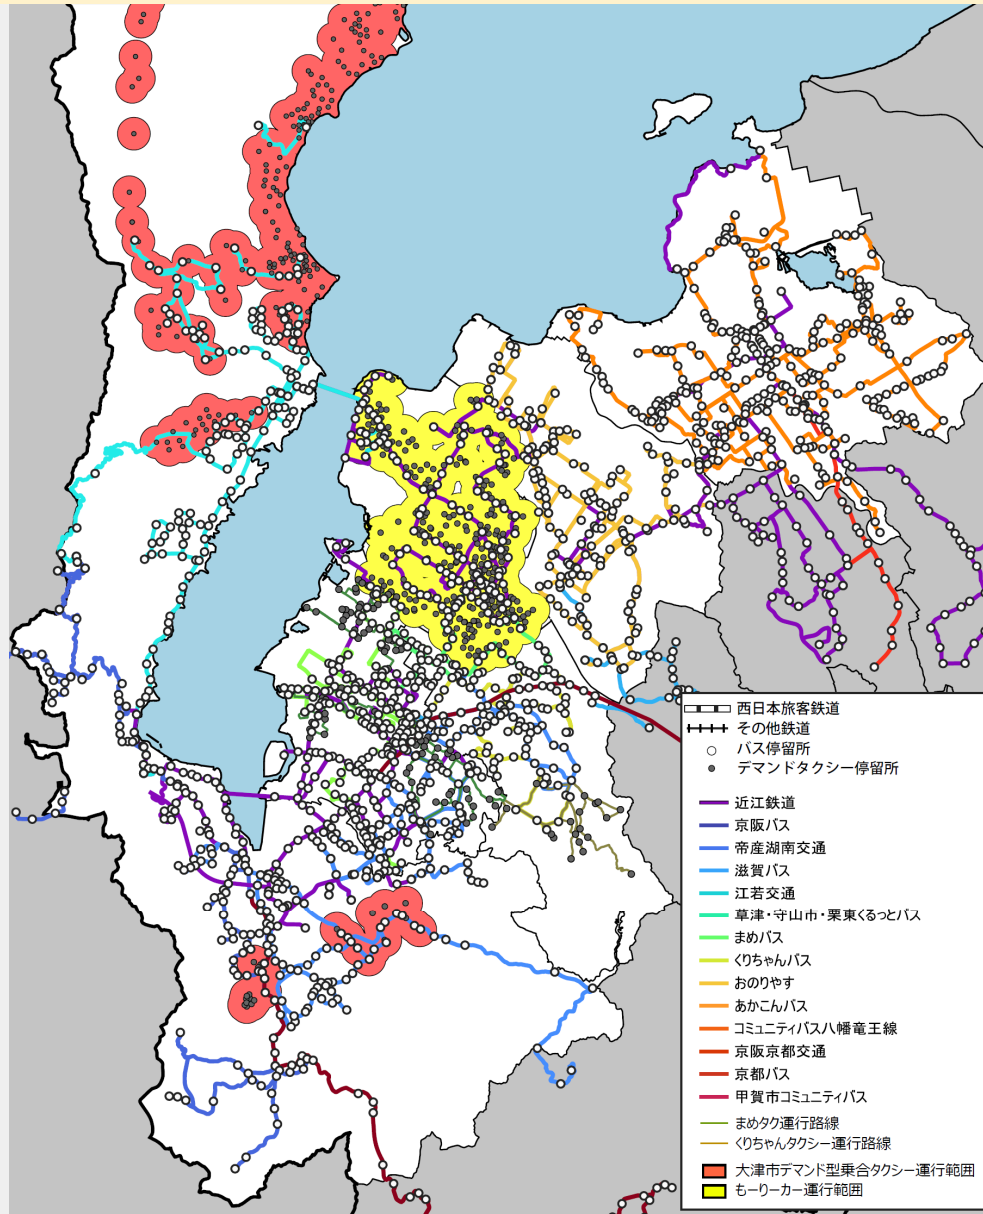 西日本旅客鉄道
その他鉄道
バス停留所
デマンドタクシー停留所
近江鉄道
京阪バス
帝産湖南交通
滋賀バス
江若交通
草津・守山市・栗東くるっとバス
まめバス
くりちゃんバス
おのりやす
あかこんバス
コミュニティバス八幡竜王線
京阪京都交通
京都バス
甲賀市コミュニティバス
まめタク運行路線
くりちゃんタクシー運行路線
大津市デマンド型乗合タクシー運行範囲
もーりーカー運行範囲